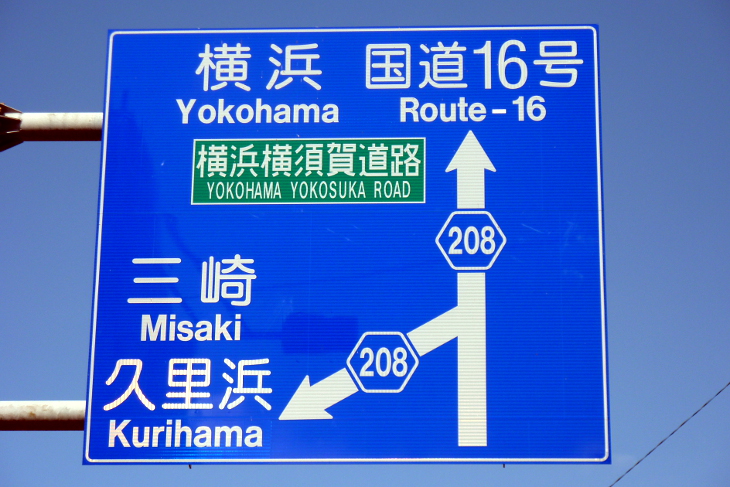 横浜 国道16号
Yokohama Route-16
横浜横須賀道路
YOKOHAMA YOKOSUKA ROAD
208
三崎
Misaki
208
久里浜
Kurihama